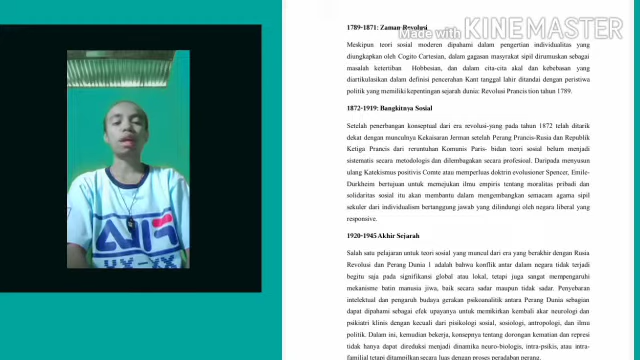 1789-1871: Zaman Revolusi
Made with KINEMASTER
Meskipun teori sosial moderen dipahami dalam pengertian individualitas yang
diungkapkan oleh Cogito Cartesian, dalam gagasan masyrakat sipil dirumuskan sebagai
masalah ketertiban Hobbesian, dan dalam cita-cita akal dan kebebasan yang
diartikulasikan dalam definisi pencerahan Kant tanggal lahir ditandai dengan peristiwa
politik yang memiliki kepentingan sejarah dunia: Revolusi Prancis tion tahun 1789.
1872-1919: Bangkitnya Sosial
Setelah penerbangan konseptual dari era revolusi-yang pada tahun 1872 telah ditarik
dekat dengan munculnya Kekaisaran Jerman setelah Perang Prancis-Rusia dan Republik
Ketiga Prancis dari reruntuhan Komunis Paris- bidan teori sosial belum menjadi
sistematis secara metodologis dan dilembagakan secara profesioal. Daripada menyusun
ulang Katekismus positivis Comte atau memperluas doktrin evolusioner Spencer, Emile-
Durkheim bertujuan untuk memejukan ilmu empiris tentang moralitas pribadi dan
solidaritas sosial itu akan membantu dalam mengembangkan semacam agama sipil
sekuler dari individualism bertanggung jawab yang dilindungi oleh negara liberal yang
responsive.
1920-1945 Akhir Sejarah
Salah satu pelajaran untuk teori sosial yang muncul dari era yang berakhir dengan Rusia
Revolusi dan Perang Dunia 1 adalah bahwa konflik antar dalam negara tidak terjadi
begitu saja pada signifikansi global atau lokal, tetapi juga sangat mempengaruhi
mekanisme batin manusia jiwa, baik secara sadar maupun tidak sadar. Penyebaran
intelektual dan pengaruh budaya gerakan psikoanalitik antara Perang Dunia sebagian
dapat dipahami sebagai efek upayanya untuk memikirkan kembali akar neurologi dan
psikiatri klinis dengan kecuali dari psikologi sosial, sosiologi, antropologi, dan ilmu
politik. Dalam ini, kemudian bekerja, konsepnya tentang dorongan kematian dan represi
tidak hanya dapat direduksi menjadi dinamika neuro-biologis, intra-psikis, atau intra-
familial tetapi ditampilkan secara luas dengan proses peradaban perang.